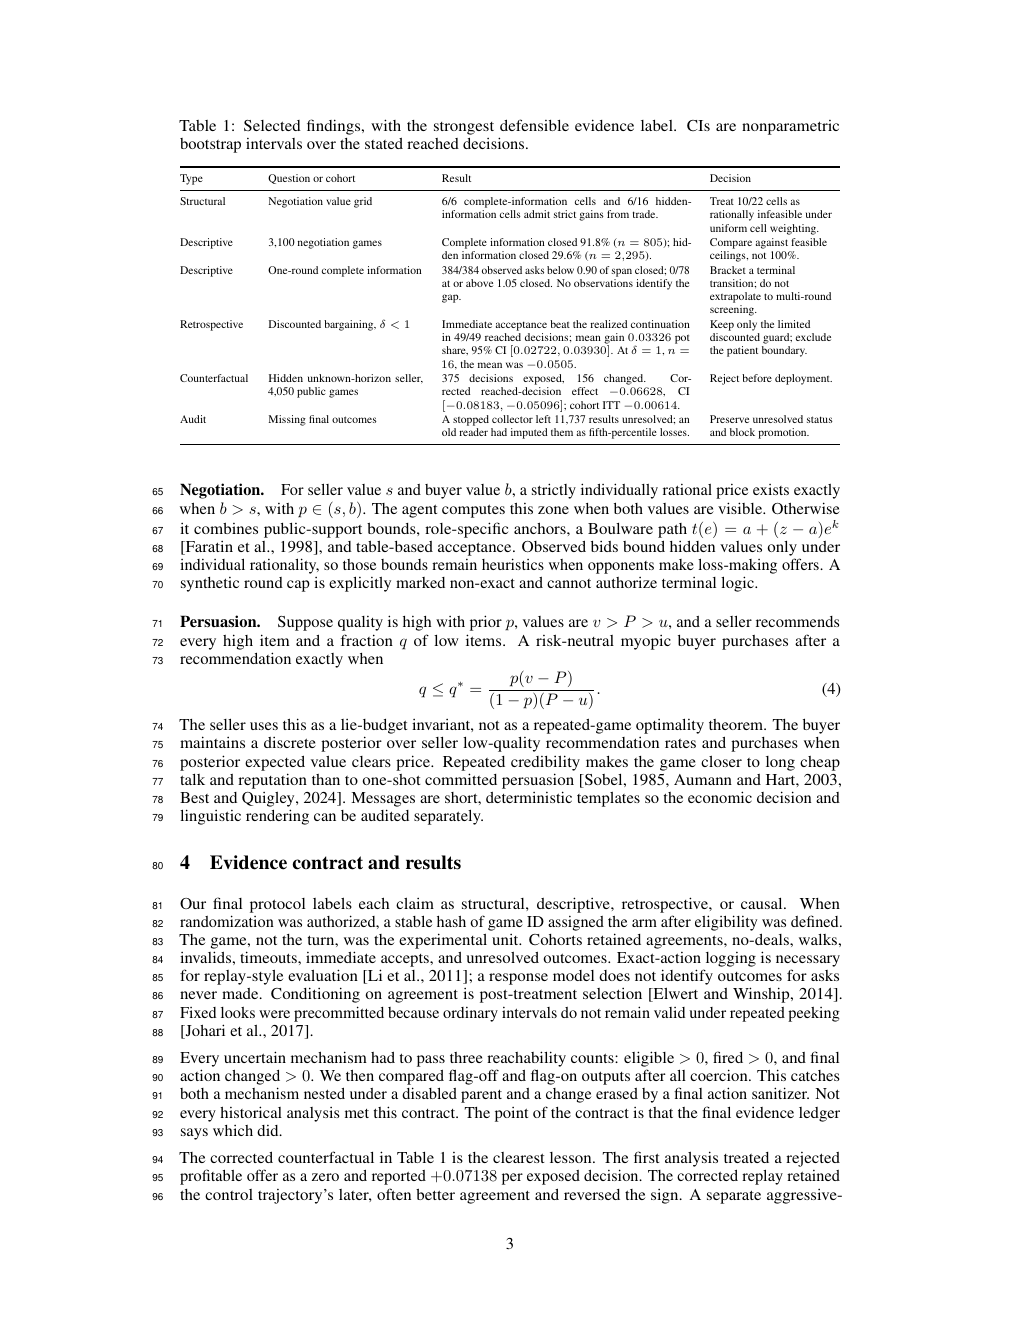 Table 1: Selected findings, with the strongest defensible evidence label. CIs are nonparametric
bootstrap intervals over the stated reached decisions.
Type Question or cohort Result Decision
Structural Negotiation value grid 6/6 complete-information cells and 6/16 hidden- Treat 10/22 cells as
information cells admit strict gains from trade. rationally infeasible under
uniform cell weighting.
Descriptive 3,100 negotiation games Complete information closed 91.8% (n = 805); hid- Compare against feasible
den information closed 29.6% (n = 2,295). ceilings, not 100%.
Descriptive One-round complete information 384/384 observed asks below 0.90 of span closed; 0/78 Bracket a terminal
at or above 1.05 closed. No observations identify the transition; do not
gap. extrapolate to multi-round
screening.
Retrospective Discounted bargaining, δ < 1 Immediate acceptance beat the realized continuation Keep only the limited
in 49/49 reached decisions; mean gain 0.03326 pot discounted guard; exclude
share, 95% CI [0.02722, 0.03930]. At δ = 1, n = the patient boundary.
16, the mean was −0.0505.
Counterfactual Hidden unknown-horizon seller, 375 decisions exposed, 156 changed. Cor- Reject before deployment.
4,050 public games rected reached-decision effect −0.06628, CI
[−0.08183, −0.05096]; cohort ITT −0.00614.
Audit Missing final outcomes A stopped collector left 11,737 results unresolved; an Preserve unresolved status
old reader had imputed them as fifth-percentile losses. and block promotion.
65 Negotiation. For seller value s and buyer value b, a strictly individually rational price exists exactly
66 when b > s, with p ∈ (s, b). The agent computes this zone when both values are visible. Otherwise
67 it combines public-support bounds, role-specific anchors, a Boulware path t(e) = a + (z − a)e^k
68 [Faratin et al., 1998], and table-based acceptance. Observed bids bound hidden values only under
69 individual rationality, so those bounds remain heuristics when opponents make loss-making offers. A
70 synthetic round cap is explicitly marked non-exact and cannot authorize terminal logic.
71 Persuasion. Suppose quality is high with prior p, values are v > P > u, and a seller recommends
72 every high item and a fraction q of low items. A risk-neutral myopic buyer purchases after a
73 recommendation exactly when
q ≤ q* = p(v − P) / (1 − p)(P − u). (4)
74 The seller uses this as a lie-budget invariant, not as a repeated-game optimality theorem. The buyer
75 maintains a discrete posterior over seller low-quality recommendation rates and purchases when
76 posterior expected value clears price. Repeated credibility makes the game closer to long cheap
77 talk and reputation than to one-shot committed persuasion [Sobel, 1985, Aumann and Hart, 2003,
78 Best and Quigley, 2024]. Messages are short, deterministic templates so the economic decision and
79 linguistic rendering can be audited separately.
80 4 Evidence contract and results
81 Our final protocol labels each claim as structural, descriptive, retrospective, or causal. When
82 randomization was authorized, a stable hash of game ID assigned the arm after eligibility was defined.
83 The game, not the turn, was the experimental unit. Cohorts retained agreements, no-deals, walks,
84 invalids, timeouts, immediate accepts, and unresolved outcomes. Exact-action logging is necessary
85 for replay-style evaluation [Li et al., 2011]; a response model does not identify outcomes for asks
86 never made. Conditioning on agreement is post-treatment selection [Elwert and Winship, 2014].
87 Fixed looks were precommitted because ordinary intervals do not remain valid under repeated peeking
88 [Johari et al., 2017].
89 Every uncertain mechanism had to pass three reachability counts: eligible > 0, fired > 0, and final
90 action changed > 0. We then compared flag-off and flag-on outputs after all coercion. This catches
91 both a mechanism nested under a disabled parent and a change erased by a final action sanitizer. Not
92 every historical analysis met this contract. The point of the contract is that the final evidence ledger
93 says which did.
94 The corrected counterfactual in Table 1 is the clearest lesson. The first analysis treated a rejected
95 profitable offer as a zero and reported +0.07138 per exposed decision. The corrected replay retained
96 the control trajectory's later, often better agreement and reversed the sign. A separate aggressive-
3